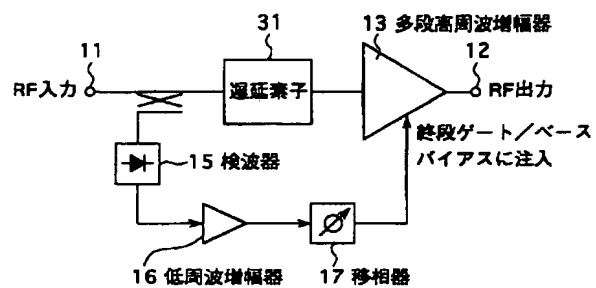 31
13 多段高周波増幅器
11
12
RF入力
遅延素子
RF出力
終段ゲート/ベース
バイアスに注入
15 検波器
16 低周波増幅器
17 移相器